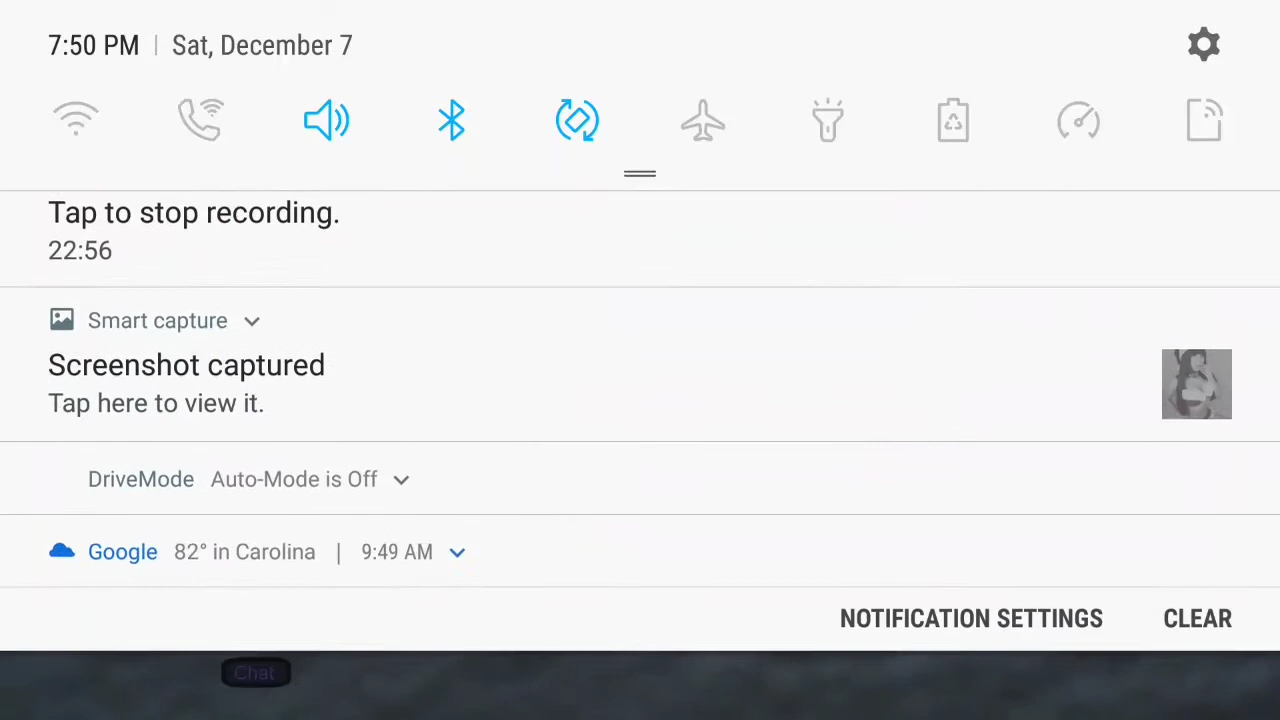 7:50 PM | Sat, December 7
Tap to stop recording.
22:56
Smart capture
Screenshot captured
Tap here to view it.
DriveMode Auto-Mode is Off
Google 82° in Carolina | 9:49 AM
NOTIFICATION SETTINGS CLEAR
Chat